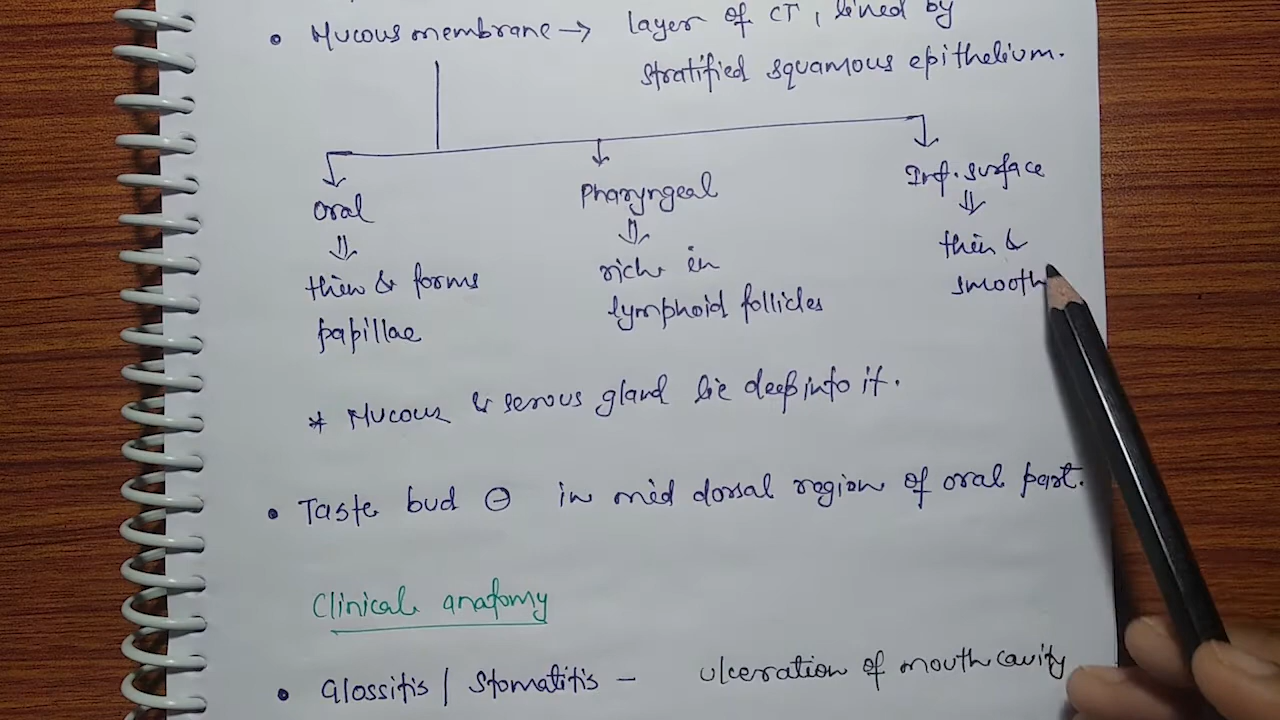 • Mucous membrane → layer of CT, lined by
stratified squamous epithelium.
Oral
⇓
thin & forms
papillae
Pharyngeal
⇓
rich in
lymphoid follicles
Inf. surface
⇓
thin &
smooth
* Mucous & serous gland lie deep into it.
• Taste bud ⊖ in mid dorsal region of oral part.
Clinical anatomy
• Glossitis / Stomatitis - ulceration of mouth cavity